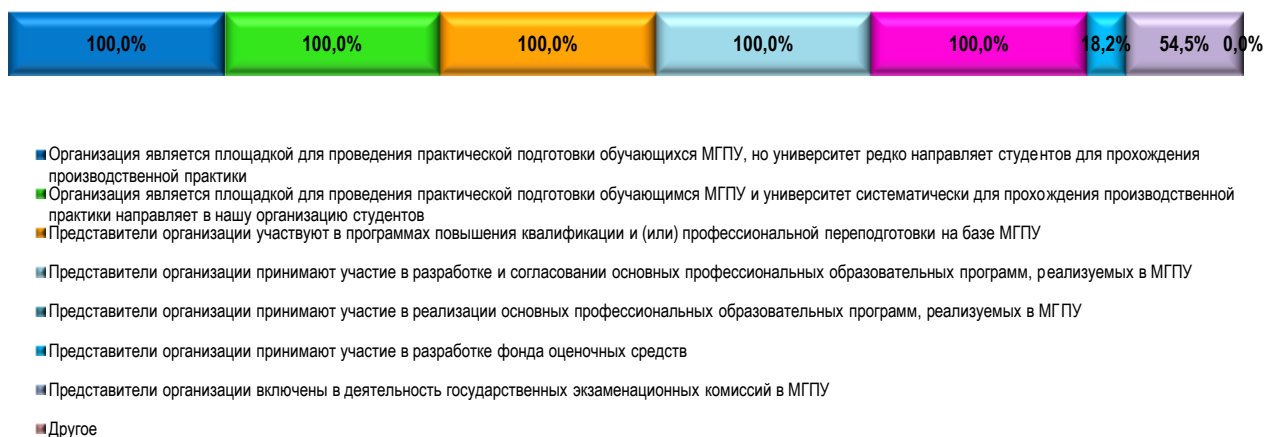 100,0% 100,0% 100,0% 100,0% 100,0% 18,2% 54,5% 0,0%
Организация является площадкой для проведения практической подготовки обучающихся МГПУ, но университет редко направляет студентов для прохождения
производственной практики
Организация является площадкой для проведения практической подготовки обучающимся МГПУ и университет систематически для прохождения производственной
практики направляет в нашу организацию студентов
Представители организации участвуют в программах повышения квалификации и (или) профессиональной переподготовки на базе МГПУ
Представители организации принимают участие в разработке и согласовании основных профессиональных образовательных программ, реализуемых в МГПУ
Представители организации принимают участие в реализации основных профессиональных образовательных программ, реализуемых в МГПУ
Представители организации принимают участие в разработке фонда оценочных средств
Представители организации включены в деятельность государственных экзаменационных комиссий в МГПУ
Другое